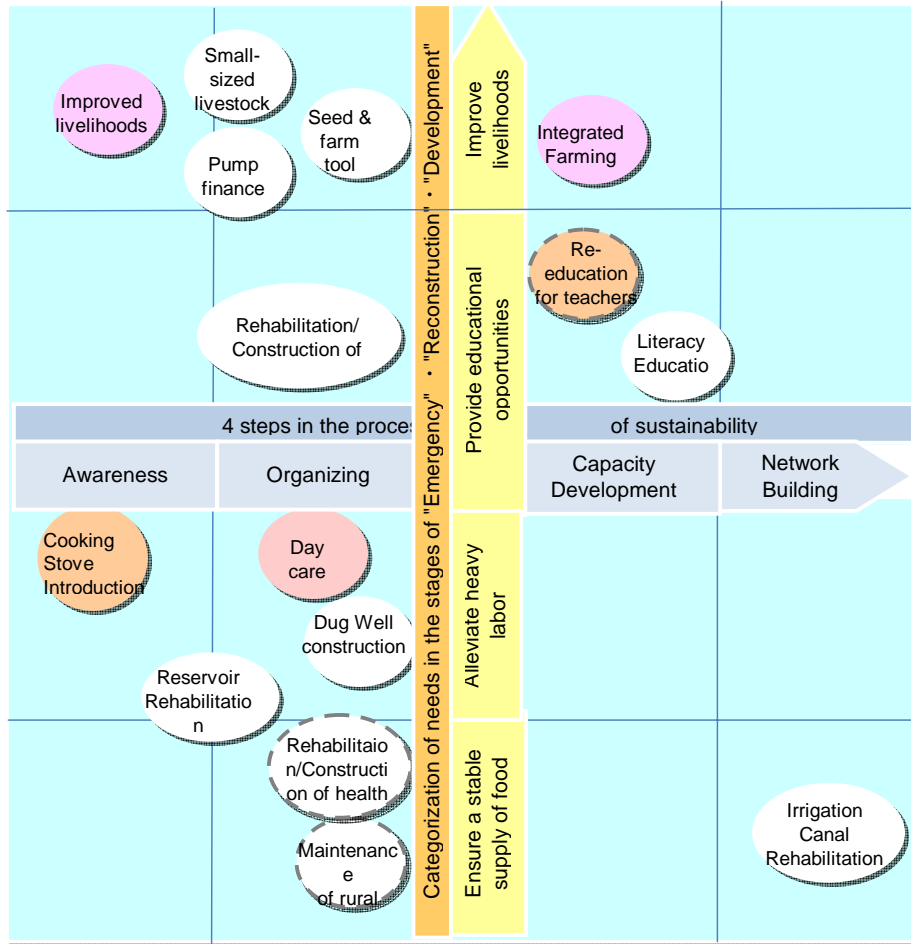 Small-
sized
livestock
Improved
livelihoods
Seed &
farm
tool
Pump
finance
Rehabilitation/
Construction of
Categorization of needs in the stages of "Emergency" ・ "Reconstruction" ・ "Development"
Improve
livelihoods
Integrated
Farming
Provide educational
opportunities
Re-
education
for teachers
Literacy
Educatio
4 steps in the proce
of sustainability
Awareness
Organizing
Capacity
Development
Network
Building
Cooking
Stove
Introduction
Day
care
Dug Well
construction
Reservoir
Rehabilitatio
n
Alleviate heavy
labor
Rehabilitaio
n/Constructi
on of health
Maintenanc
e
of rural
Ensure a stable
supply of food
Irrigation
Canal
Rehabilitation